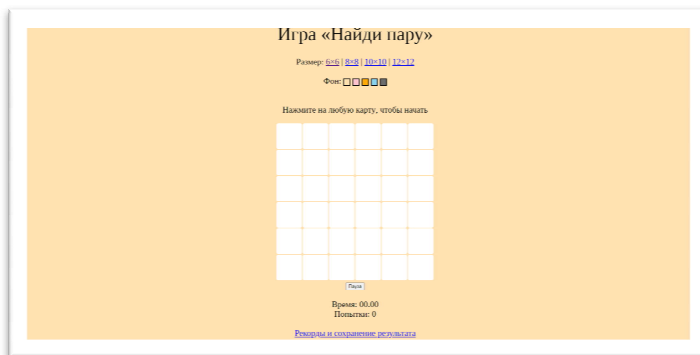 Игра «Найди пару»
Размер: 6×6 | 8×8 | 10×10 | 12×12
Фон:
Нажмите на любую карту, чтобы начать
Пауза
Время: 00.00
Попытки: 0
Рекорды и сохранение результата